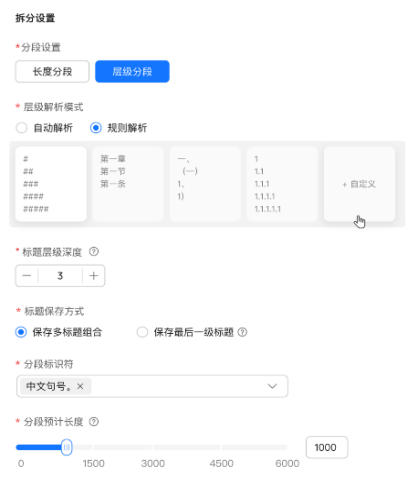 拆分设置
*分段设置
长度分段 层级分段
* 层级解析模式
自动解析 规则解析
#
##
###
####
#####
第一章
第一节
第一条
一、
(一)
1、
1)
1
1.1
1.1.1
1.1.1.1
1.1.1.1.1
+ 自定义
* 标题层级深度 ?
— 3 +
* 标题保存方式
保存多标题组合 保存最后一级标题 ?
* 分段标识符
中文句号。 ×
* 分段预计长度 ?
1000
0 1500 3000 4500 6000